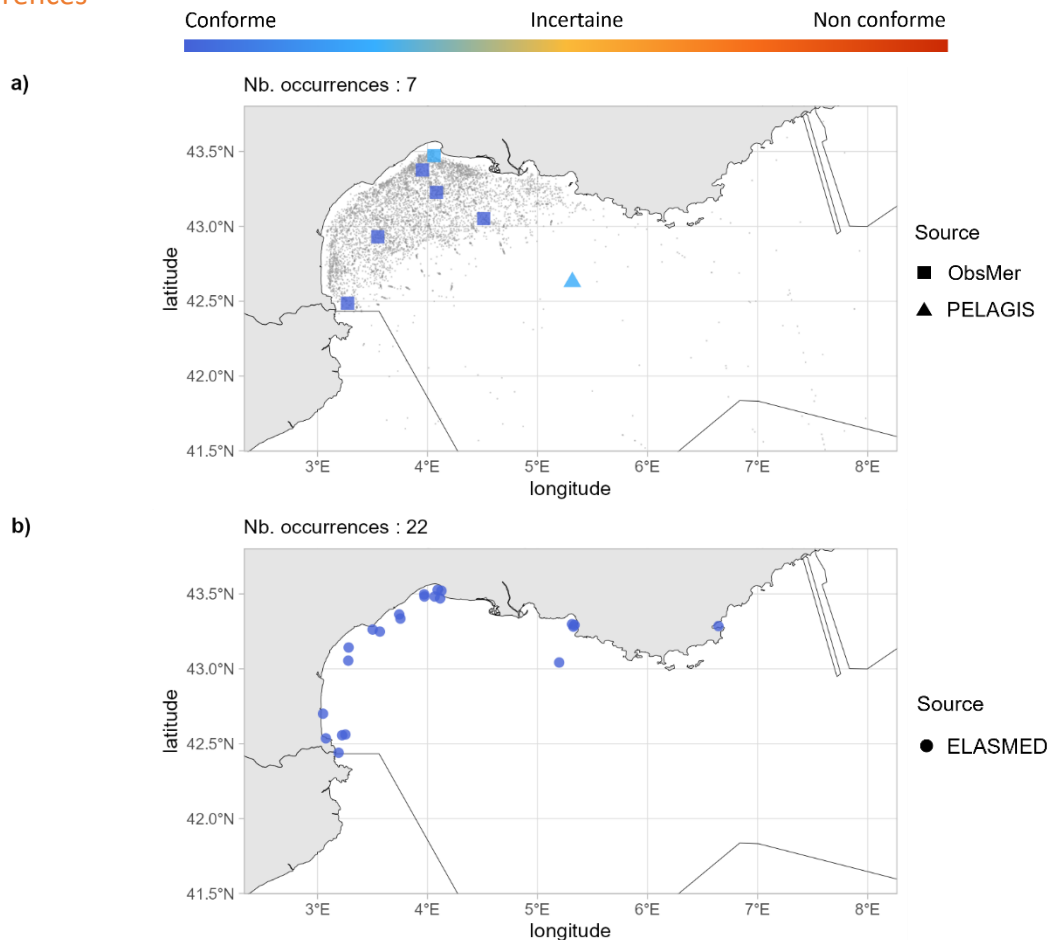 rences
Conforme Incertaine Non conforme
a)
Nb. occurrences : 7
43.5°N
43.0°N
42.5°N
42.0°N
41.5°N
latitude
3°E 4°E 5°E 6°E 7°E 8°E
longitude
Source
ObsMer
PELAGIS
b)
Nb. occurrences : 22
43.5°N
43.0°N
42.5°N
42.0°N
41.5°N
latitude
3°E 4°E 5°E 6°E 7°E 8°E
longitude
Source
ELASMED